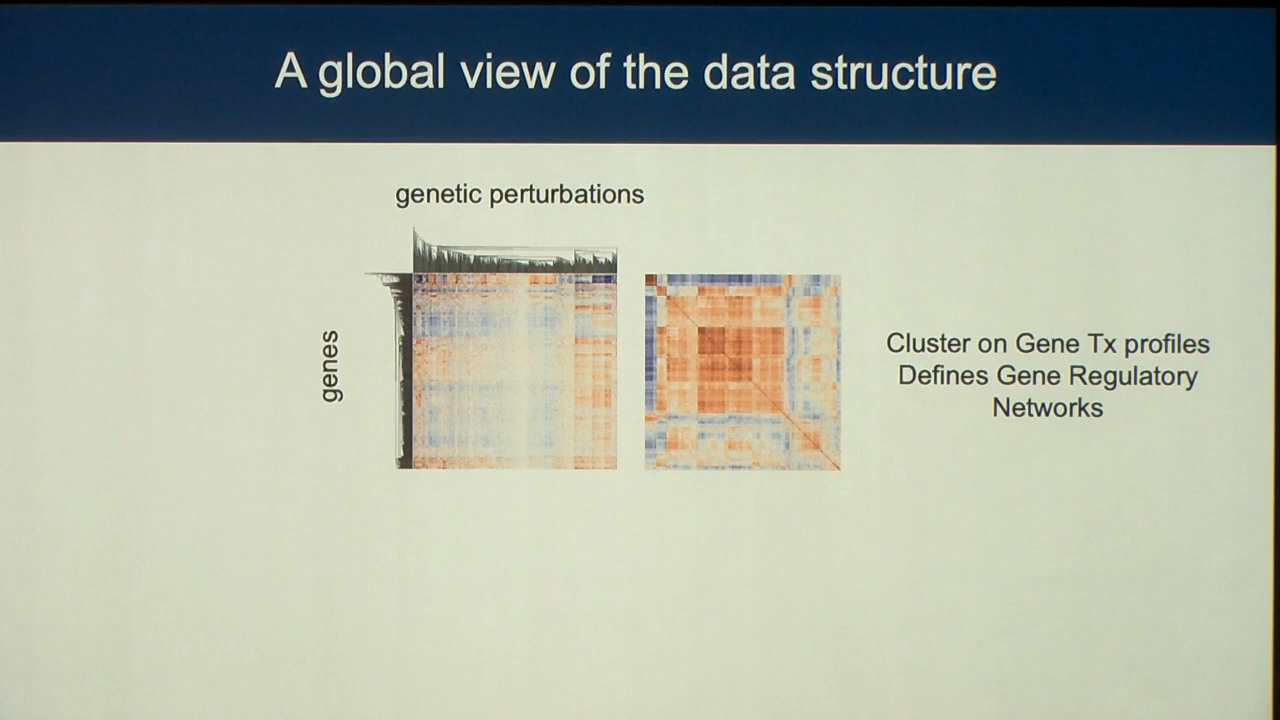 A global view of the data structure
genetic perturbations
genes
Cluster on Gene Tx profiles
Defines Gene Regulatory
Networks